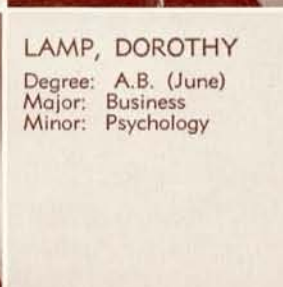 LAMP, DOROTHY
Degree: A.B. (June)
Major: Business
Minor: Psychology